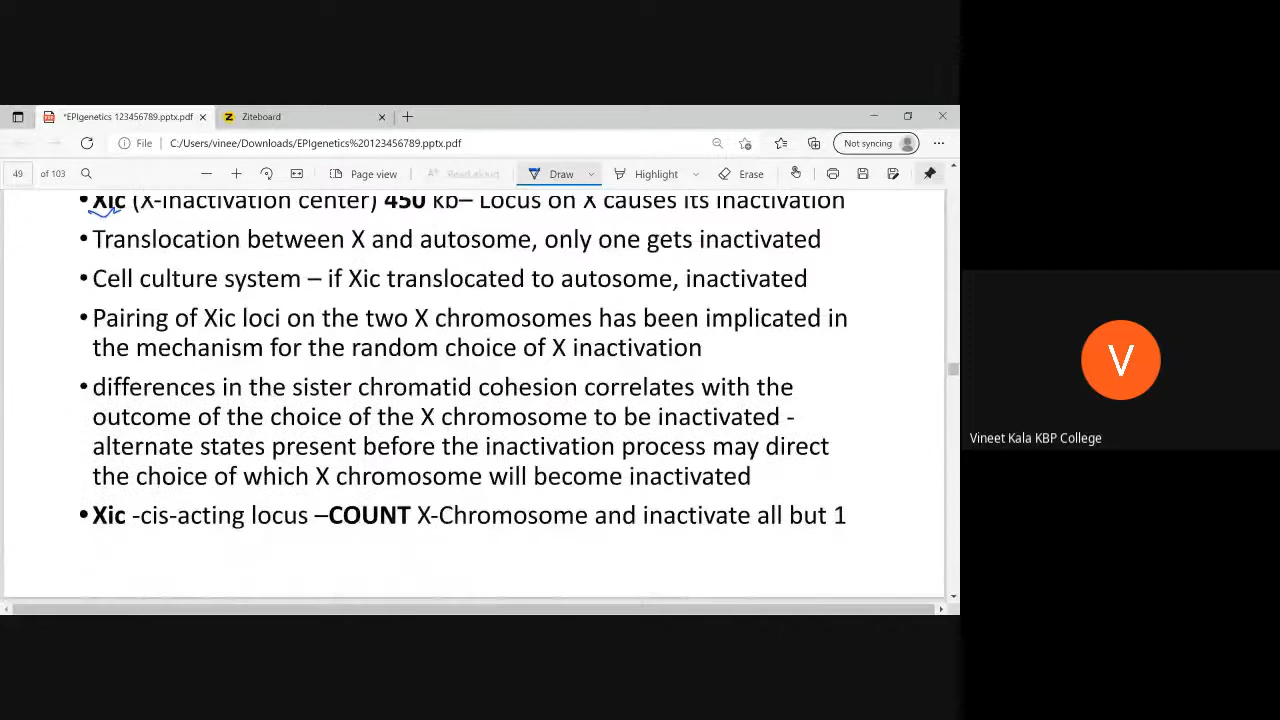 *EPIgenetics 123456789.pptx.pdf
Ziteboard
File
C:/Users/vinee/Downloads/EPIgenetics%20123456789.pptx.pdf
Not syncing
49 of 103
Page view
Read aloud
Draw
Highlight
Erase
•Xic (X-inactivation center) 450 kb– Locus on X causes its inactivation
•Translocation between X and autosome, only one gets inactivated
•Cell culture system – if Xic translocated to autosome, inactivated
•Pairing of Xic loci on the two X chromosomes has been implicated in
the mechanism for the random choice of X inactivation
•differences in the sister chromatid cohesion correlates with the
outcome of the choice of the X chromosome to be inactivated -
alternate states present before the inactivation process may direct
the choice of which X chromosome will become inactivated
•Xic -cis-acting locus –COUNT X-Chromosome and inactivate all but 1
V
Vineet Kala KBP College